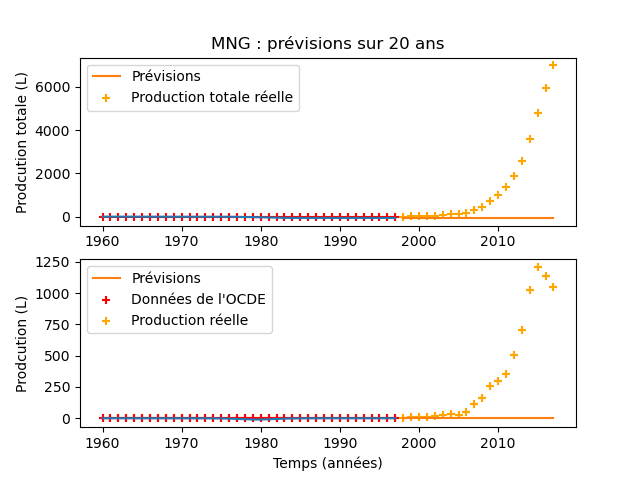 MNG : prévisions sur 20 ans
Prodcution totale (L)
6000
4000
2000
0
Prévisions
Production totale réelle
1960 1970 1980 1990 2000 2010
Prodcution (L)
1250
1000
750
500
250
0
Prévisions
Données de l'OCDE
Production réelle
1960 1970 1980 1990 2000 2010
Temps (années)